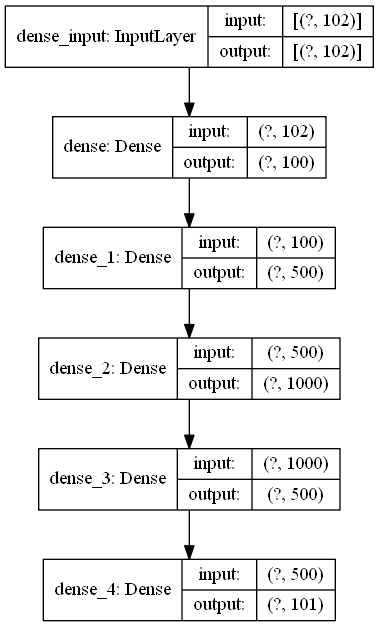 dense_input: InputLayer
input: [(?, 102)]
output: [(?, 102)]
dense: Dense
input: (?, 102)
output: (?, 100)
dense_1: Dense
input: (?, 100)
output: (?, 500)
dense_2: Dense
input: (?, 500)
output: (?, 1000)
dense_3: Dense
input: (?, 1000)
output: (?, 500)
dense_4: Dense
input: (?, 500)
output: (?, 101)